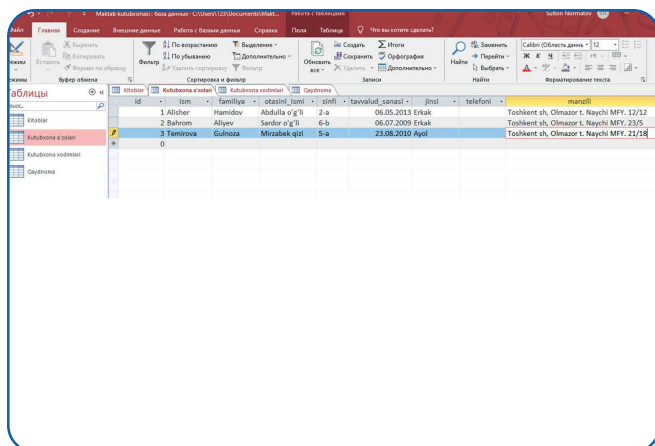 Maktab kutubxonasi : база данных- C:\Users\123\Documents\Makt... Работа с таблицами Sulton Normatov
Файл Главная Создание Внешние данные Работа с базами данных Справка Поля Таблица Что вы хотите сделать?
Вырезать По возрастанию Выделение Создать Итоги Заменить Calibri (Область данн 12
Режим Вставить Копировать Фильтр По убыванию Дополнительно Обновить все Сохранить Орфография Найти Перейти Ж К Ч
Формат по образцу Удалить сортировку Фильтр Удалить Дополнительно Выбрать
Режимы Буфер обмена Сортировка и фильтр Записи Найти Форматирование текста
Таблицы Kitoblar Kutubxona a'zolari Kutubxona xodimlari Qaydnoma
id ism familiya otasini_ismi sinfi tavvalud_sanasi jinsi telefoni manzili
1 Alisher Hamidov Abdulla o'g'li 2-a 06.05.2013 Erkak Toshkent sh, Olmazor t. Naychi MFY. 12/12
2 Bahrom Aliyev Sardor o'g'li 6-b 06.07.2009 Erkak Toshkent sh, Olmazor t. Naychi MFY. 23/5
3 Temirova Gulnoza Mirzabek qizi 5-a 23.08.2010 Ayol Toshkent sh, Olmazor t. Naychi MFY. 21/18
0
Kitoblar
Kutubxona a'zolari
Kutubxona xodimlari
Qaydnoma